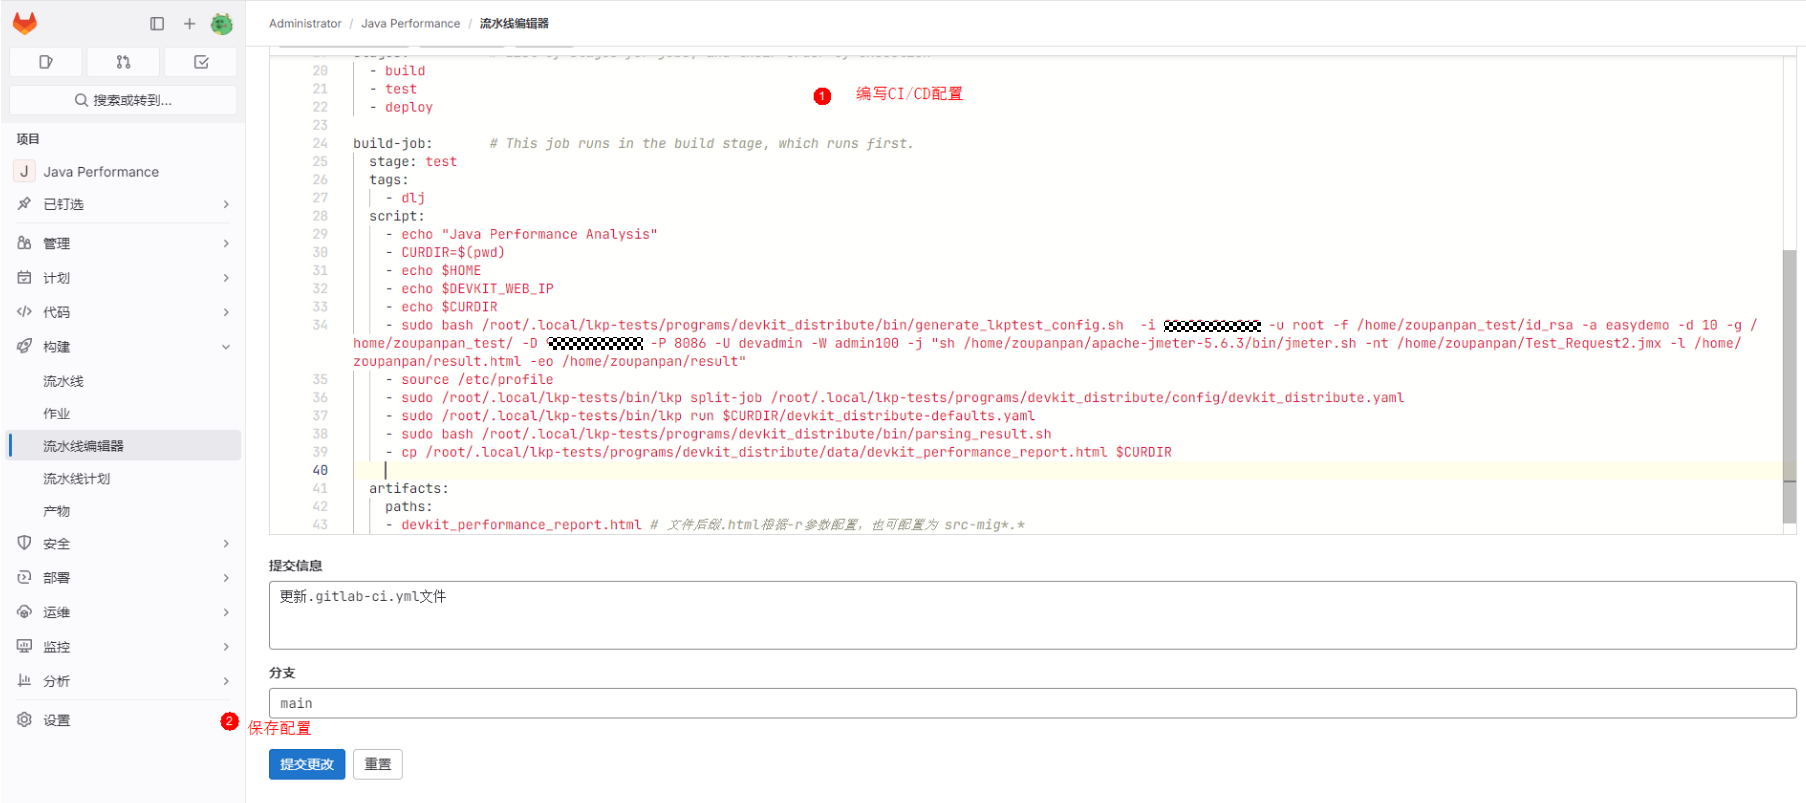 Administrator / Java Performance / 流水线编辑器
搜索或转到...
项目
J Java Performance
已钉选
管理
计划
代码
构建
流水线
作业
流水线编辑器
流水线计划
产物
安全
部署
运维
监控
分析
设置
20 - build
21 - test
22 - deploy
1 编写CI/CD配置
23
24 build-job: # This job runs in the build stage, which runs first.
25 stage: test
26 tags:
27 - dlj
28 script:
29 - echo "Java Performance Analysis"
30 - CURDIR=$(pwd)
31 - echo $HOME
32 - echo $DEVKIT_WEB_IP
33 - echo $CURDIR
34 - sudo bash /root/.local/lkp-tests/programs/devkit_distribute/bin/generate_lkptest_config.sh -i -u root -f /home/zoupanpan_test/id_rsa -a easydemo -d 10 -g /
home/zoupanpan_test/ -D -P 8086 -U devadmin -W admin100 -j "sh /home/zoupanpan/apache-jmeter-5.6.3/bin/jmeter.sh -nt /home/zoupanpan/Test_Request2.jmx -l /home/
zoupanpan/result.html -eo /home/zoupanpan/result"
35 - source /etc/profile
36 - sudo /root/.local/lkp-tests/bin/lkp split-job /root/.local/lkp-tests/programs/devkit_distribute/config/devkit_distribute.yaml
37 - sudo /root/.local/lkp-tests/bin/lkp run $CURDIR/devkit_distribute-defaults.yaml
38 - sudo bash /root/.local/lkp-tests/programs/devkit_distribute/bin/parsing_result.sh
39 - cp /root/.local/lkp-tests/programs/devkit_distribute/data/devkit_performance_report.html $CURDIR
40
41 artifacts:
42 paths:
43 - devkit_performance_report.html # 文件后缀.html根据-r参数配置，也可配置为 src-mig*.*
提交信息
更新.gitlab-ci.yml文件
分支
main
2 保存配置
提交更改 重置